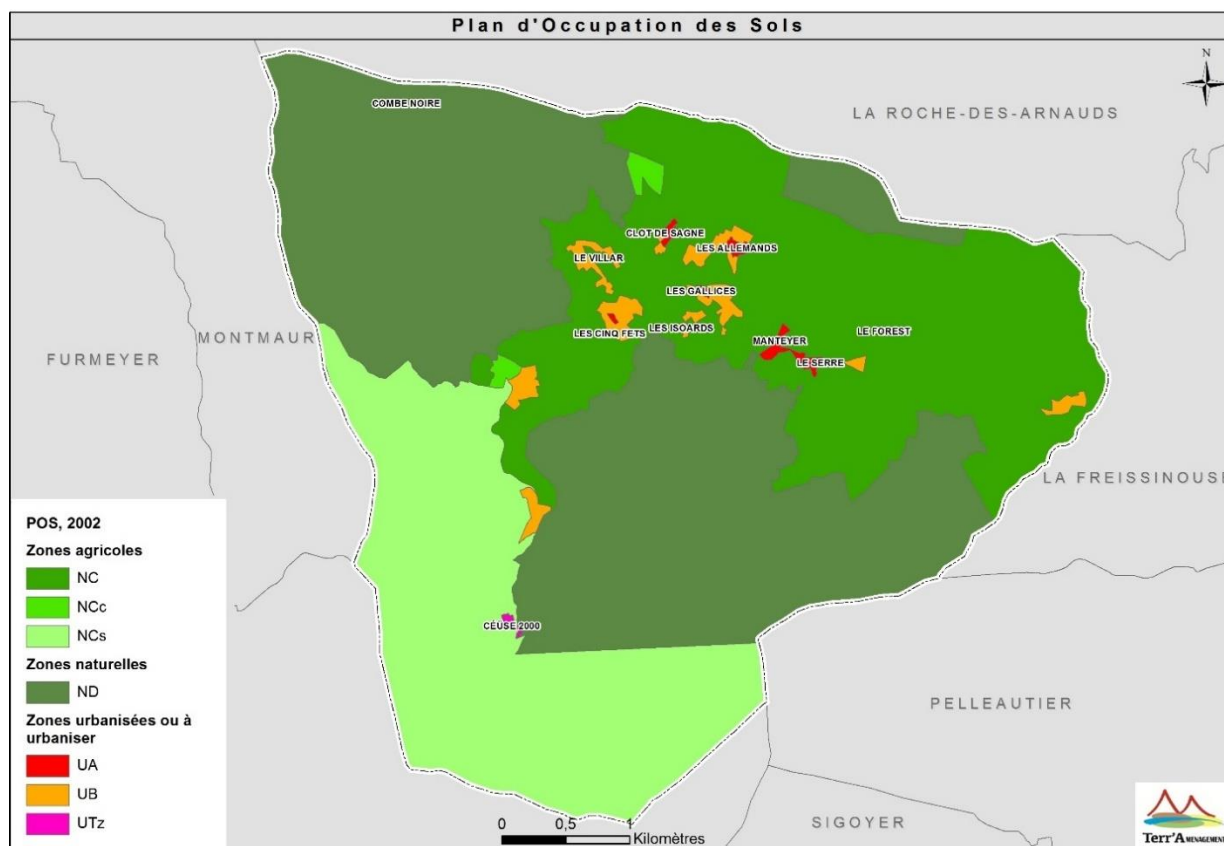 Plan d'Occupation des Sols
N
COMBE NOIRE
LA ROCHE-DES-ARNAUDS
CLOT DE SAGNE
LES ALLEMANDS
LE VILLAR
LES GALLICES
LES CINQ FETS
LES ISOARDS
LE FOREST
MANTEYER
LE SERRE
MONTMAUR
FURMEYER
LA FREISSINOUSE
CÉÜSE 2000
PELLEAUTIER
SIGOYER
POS, 2002
Zones agricoles
NC
NCc
NCs
Zones naturelles
ND
Zones urbanisées ou à
urbaniser
UA
UB
UTz
0 0,5 1
Kilomètres
Terr'AMENAGEMENT